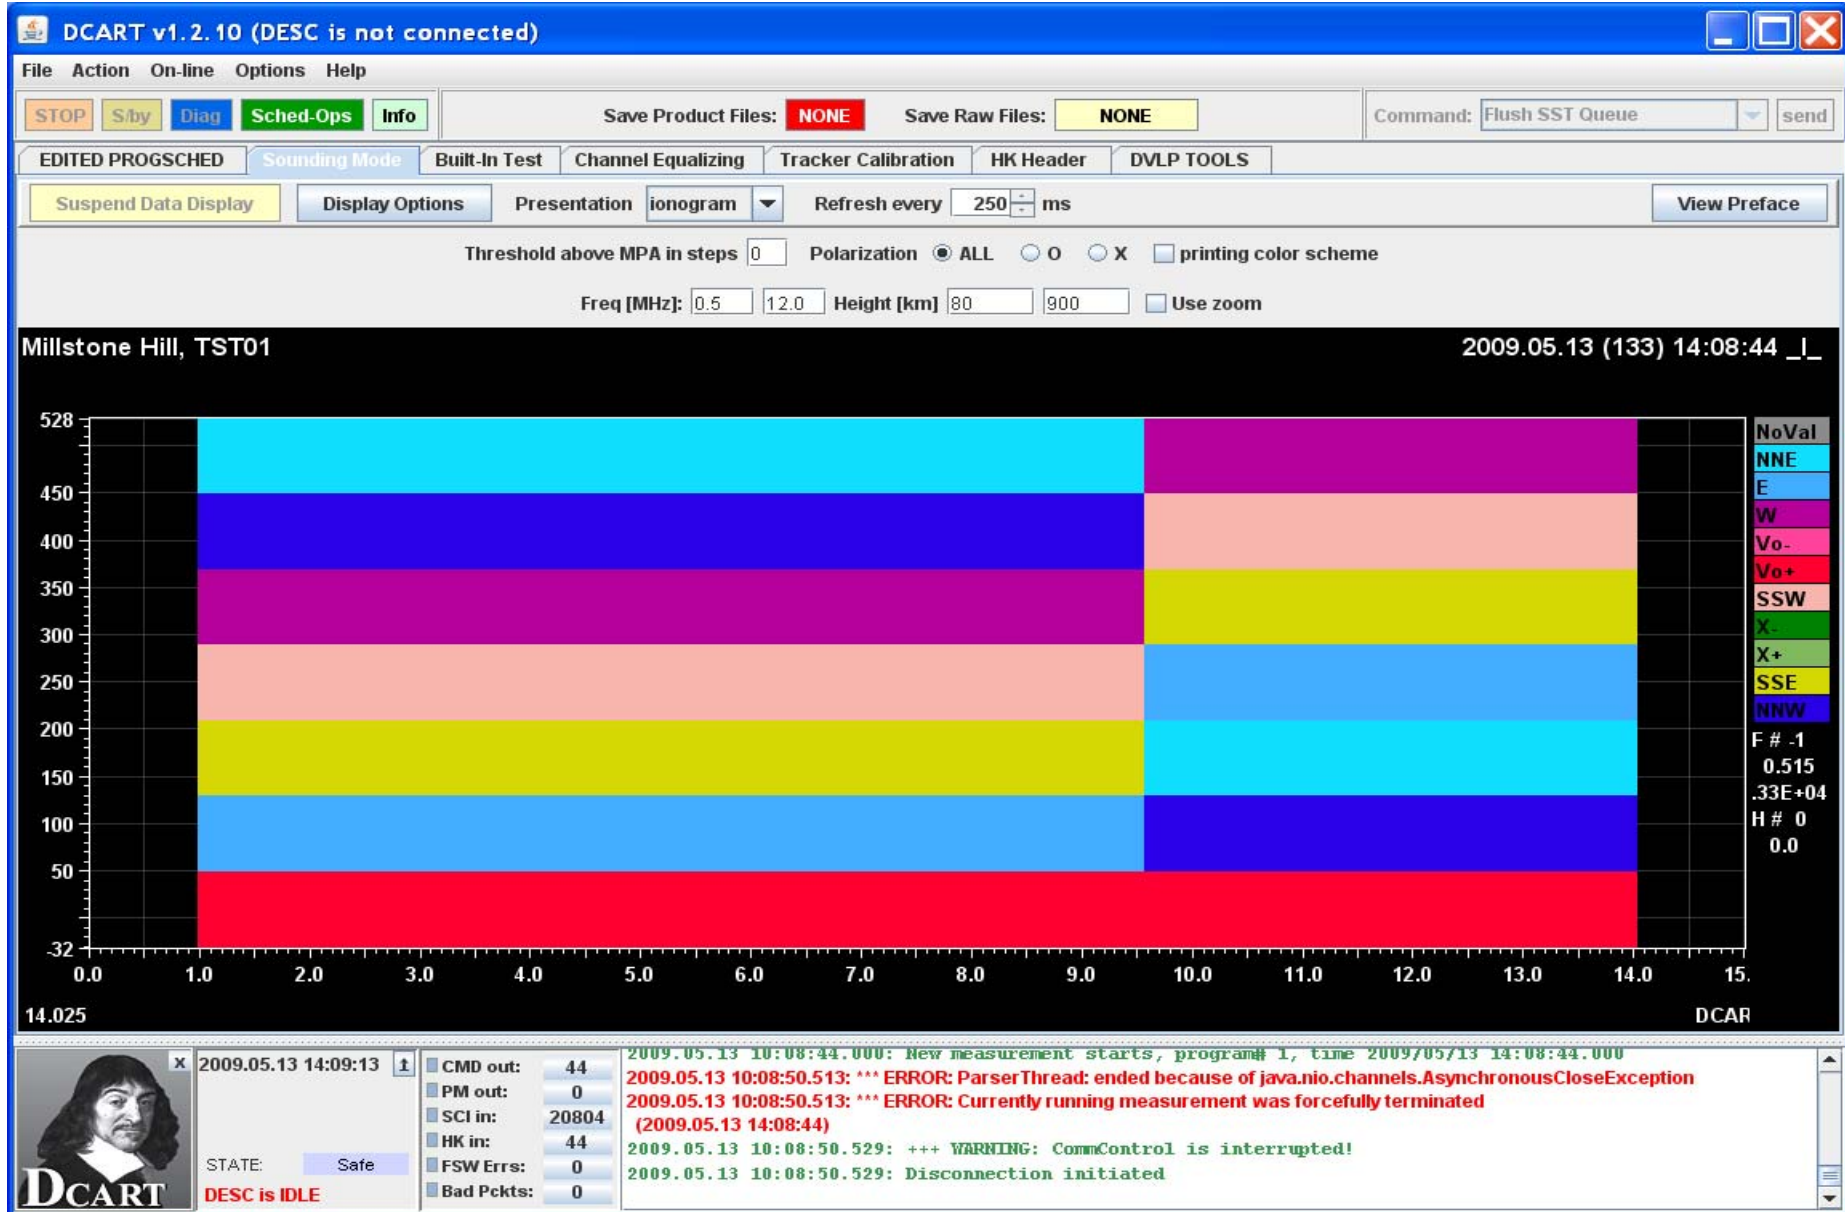 DCART v1.2.10 (DESC is not connected)
File Action On-line Options Help
STOP S/by Diag Sched-Ops Info Save Product Files: NONE Save Raw Files: NONE Command: Flush SST Queue send
EDITED PROGSCHED Sounding Mode Built-In Test Channel Equalizing Tracker Calibration HK Header DVLP TOOLS
Suspend Data Display Display Options Presentation ionogram Refresh every 250 ms View Preface
Threshold above MPA in steps 0 Polarization ALL O X printing color scheme
Freq [MHz]: 0.5 12.0 Height [km] 80 900 Use zoom
Millstone Hill, TST01 2009.05.13 (133) 14:08:44 _I_
528
450
400
350
300
250
200
150
100
50
-32
0.0 1.0 2.0 3.0 4.0 5.0 6.0 7.0 8.0 9.0 10.0 11.0 12.0 13.0 14.0 15.
NoVal
NNE
E
W
Vo-
Vo+
SSW
X-
X+
SSE
NNW
F # -1
0.515
.33E+04
H # 0
0.0
14.025 DCAR
DCART
x 2009.05.13 14:09:13
STATE: Safe
DESC is IDLE
CMD out: 44
PM out: 0
SCI in: 20804
HK in: 44
FSW Errs: 0
Bad Pckts: 0
2009.05.13 10:08:44.000: New measurement starts, program# 1, time 2009/05/13 14:08:44.000
2009.05.13 10:08:50.513: *** ERROR: ParserThread: ended because of java.nio.channels.AsynchronousCloseException
2009.05.13 10:08:50.513: *** ERROR: Currently running measurement was forcefully terminated
(2009.05.13 14:08:44)
2009.05.13 10:08:50.529: +++ WARNING: CommControl is interrupted!
2009.05.13 10:08:50.529: Disconnection initiated